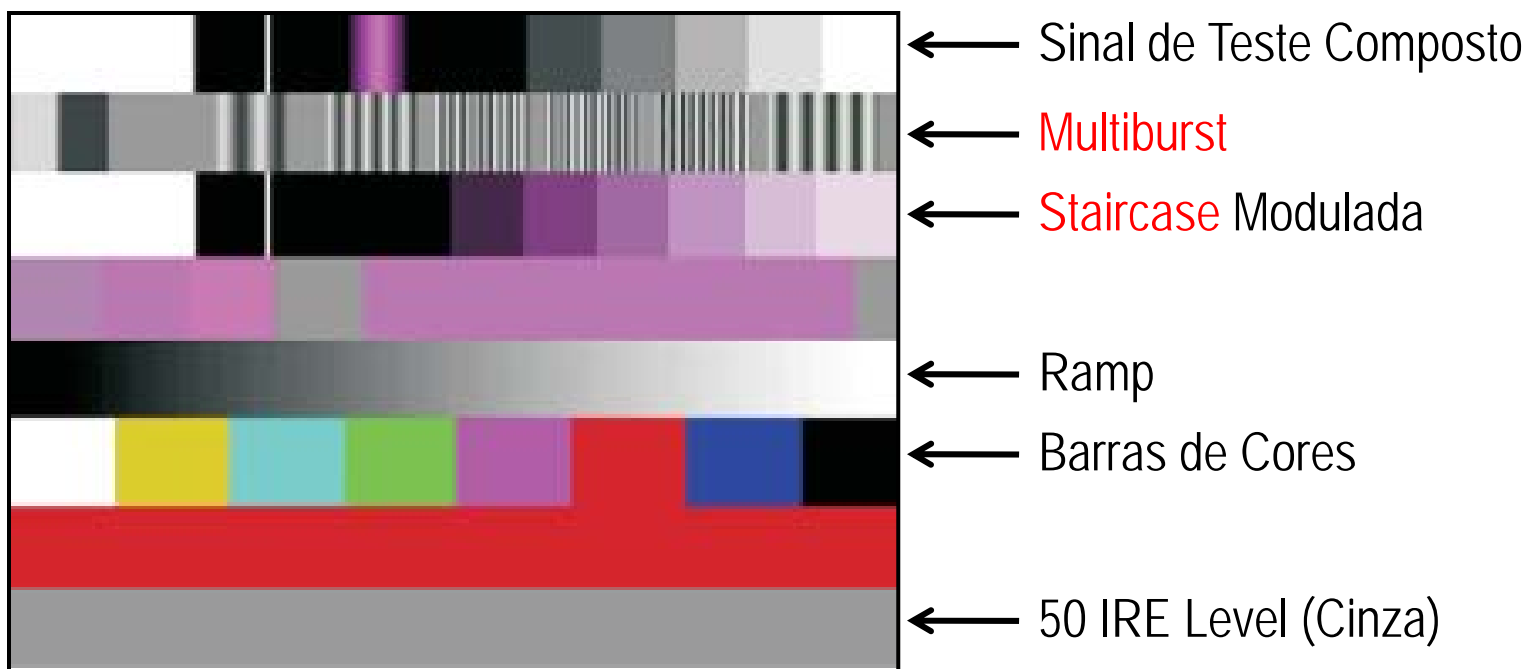 Sinal de Teste Composto
Multiburst
Staircase Modulada
Ramp
Barras de Cores
50 IRE Level (Cinza)